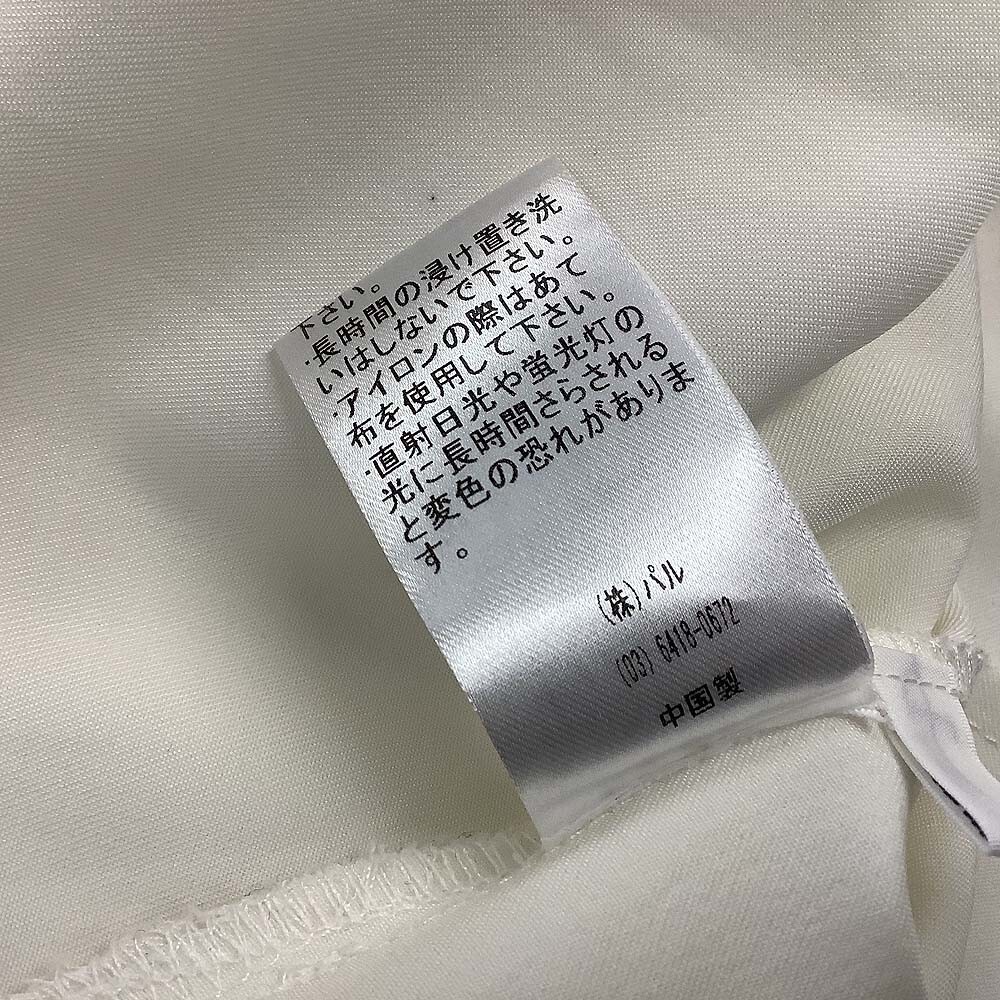 下さい。
·長時間の浸け置き洗
いはしないで下さい。
·アイロンの際はあて
布を使用して下さい。
·直射日光や蛍光灯の
光に長時間さらされる
と変色の恐れがありま
す。
(株)パル
(03) 6418-0672
中国製